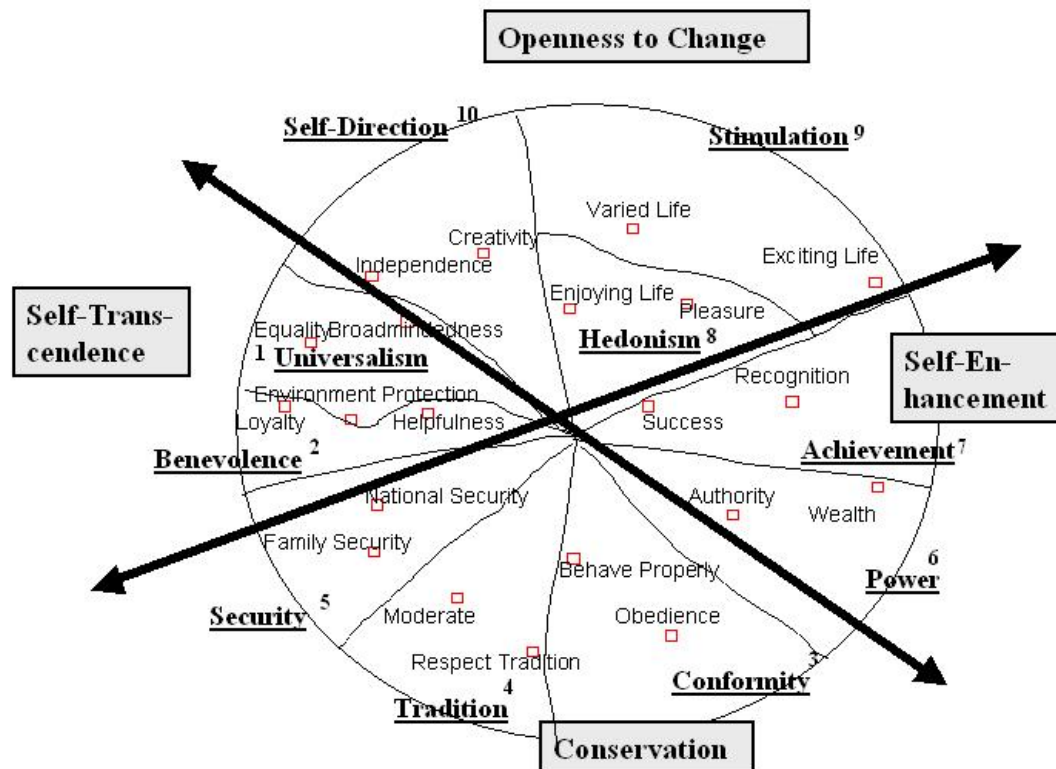 Openness to Change
Self-Direction 10
Stimulation 9
Varied Life
Creativity
Exciting Life
Independence
Enjoying Life
Pleasure
Self-Trans-
cendence
Equality
Broadmindedness
1 Universalism
Hedonism 8
Self-En-
hancement
Recognition
Environment Protection
Loyalty
Helpfulness
Success
Benevolence 2
Achievement 7
National Security
Authority
Wealth
Family Security
Behave Properly
Power 6
Security 5
Moderate
Obedience
Respect Tradition
Conformity 3
Tradition 4
Conservation